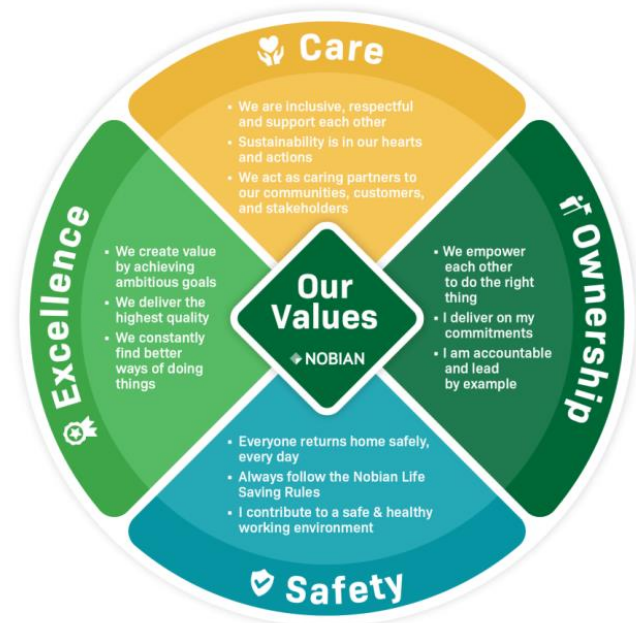 Care
• We are inclusive, respectful
and support each other
• Sustainability is in our hearts
and actions
• We act as caring partners to
our communities, customers,
and stakeholders
Excellence
• We create value
by achieving
ambitious goals
• We deliver the
highest quality
• We constantly
find better
ways of doing
things
Our
Values
NOBIAN
Ownership
• We empower
each other
to do the right
thing
• I deliver on my
commitments
• I am accountable
and lead
by example
• Everyone returns home safely,
every day
• Always follow the Nobian Life
Saving Rules
• I contribute to a safe & healthy
working environment
Safety